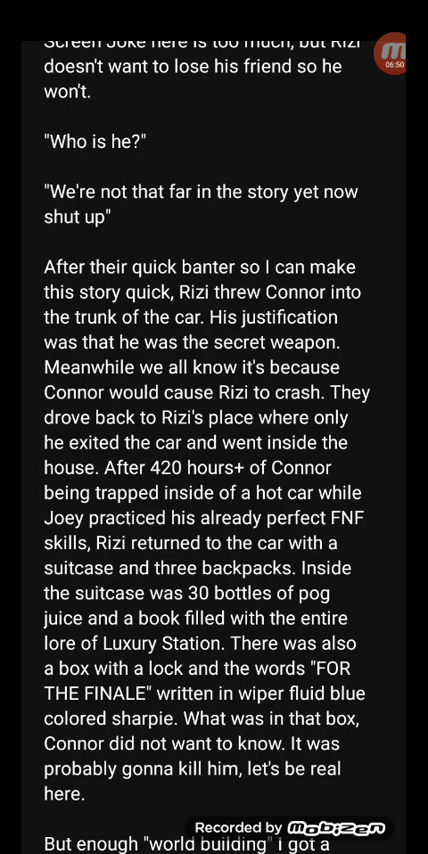 Screen Joke here is too much, but Rizi
doesn't want to lose his friend so he
won't.
"Who is he?"
"We're not that far in the story yet now
shut up"
After their quick banter so I can make
this story quick, Rizi threw Connor into
the trunk of the car. His justification
was that he was the secret weapon.
Meanwhile we all know it's because
Connor would cause Rizi to crash. They
drove back to Rizi's place where only
he exited the car and went inside the
house. After 420 hours+ of Connor
being trapped inside of a hot car while
Joey practiced his already perfect FNF
skills, Rizi returned to the car with a
suitcase and three backpacks. Inside
the suitcase was 30 bottles of pog
juice and a book filled with the entire
lore of Luxury Station. There was also
a box with a lock and the words "FOR
THE FINALE" written in wiper fluid blue
colored sharpie. What was in that box,
Connor did not want to know. It was
probably gonna kill him, let's be real
here.
But enough "world building" I got a
M
06:50
Recorded by mobizen